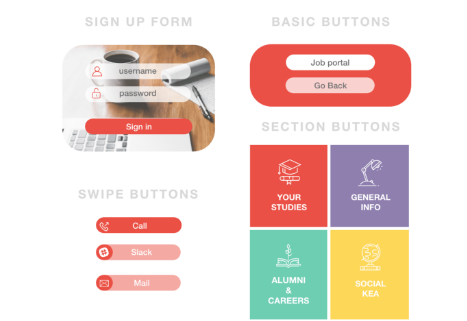 SIGN UP FORM
username
password
Sign in
SWIPE BUTTONS
Call
Slack
Mail
BASIC BUTTONS
Job portal
Go Back
SECTION BUTTONS
YOUR
STUDIES
GENERAL
INFO
ALUMNI
&
CAREERS
SOCIAL
KEA